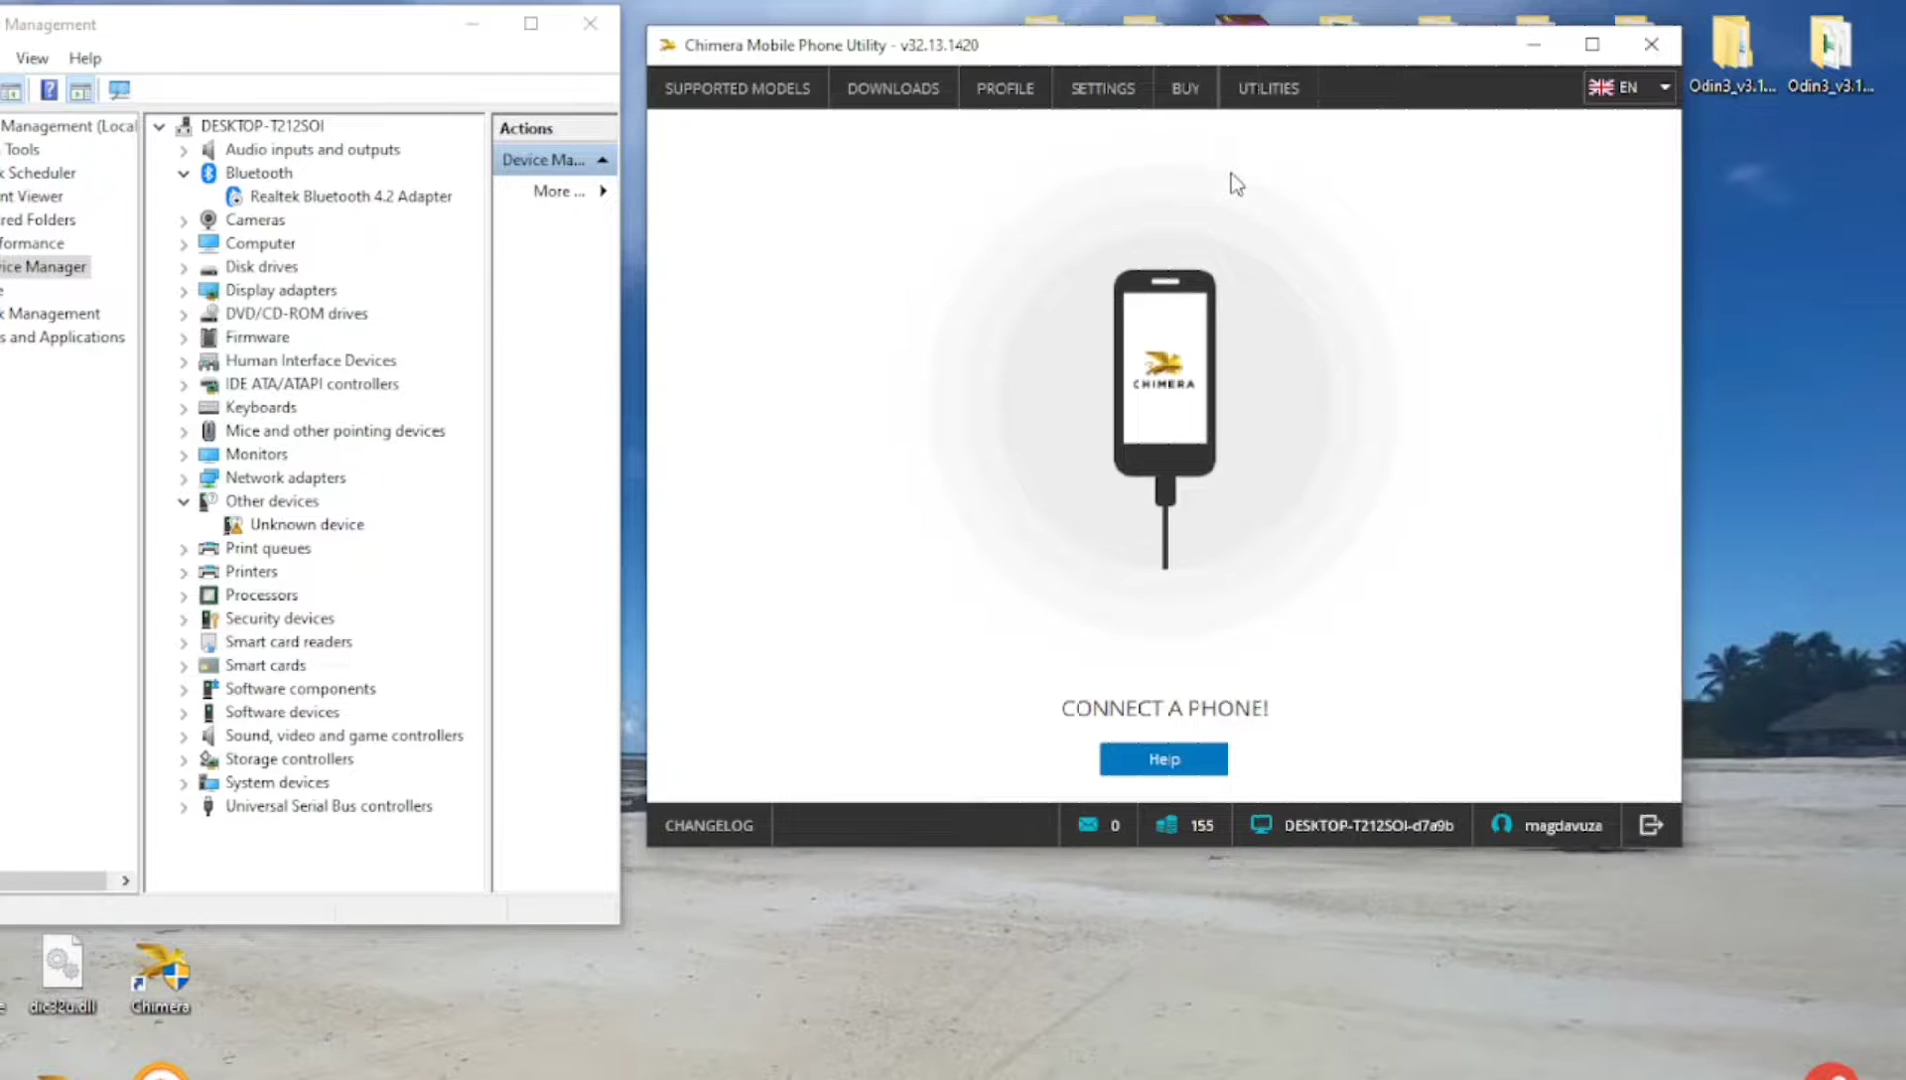 Management
View Help
Management (Local
Tools
k Scheduler
nt Viewer
red Folders
formance
ice Manager
e
k Management
s and Applications
DESKTOP-T212SOI
Audio inputs and outputs
Bluetooth
Realtek Bluetooth 4.2 Adapter
Cameras
Computer
Disk drives
Display adapters
DVD/CD-ROM drives
Firmware
Human Interface Devices
IDE ATA/ATAPI controllers
Keyboards
Mice and other pointing devices
Monitors
Network adapters
Other devices
Unknown device
Print queues
Printers
Processors
Security devices
Smart card readers
Smart cards
Software components
Software devices
Sound, video and game controllers
Storage controllers
System devices
Universal Serial Bus controllers
Actions
Device Ma...
More ...
Chimera Mobile Phone Utility - v32.13.1420
SUPPORTED MODELS DOWNLOADS PROFILE SETTINGS BUY UTILITIES EN
CHIMERA
CONNECT A PHONE!
Help
CHANGELOG 0 155 DESKTOP-T212SOI-d7a9b magdavuza
Odin3_v3.1... Odin3_v3.1...
Chimera